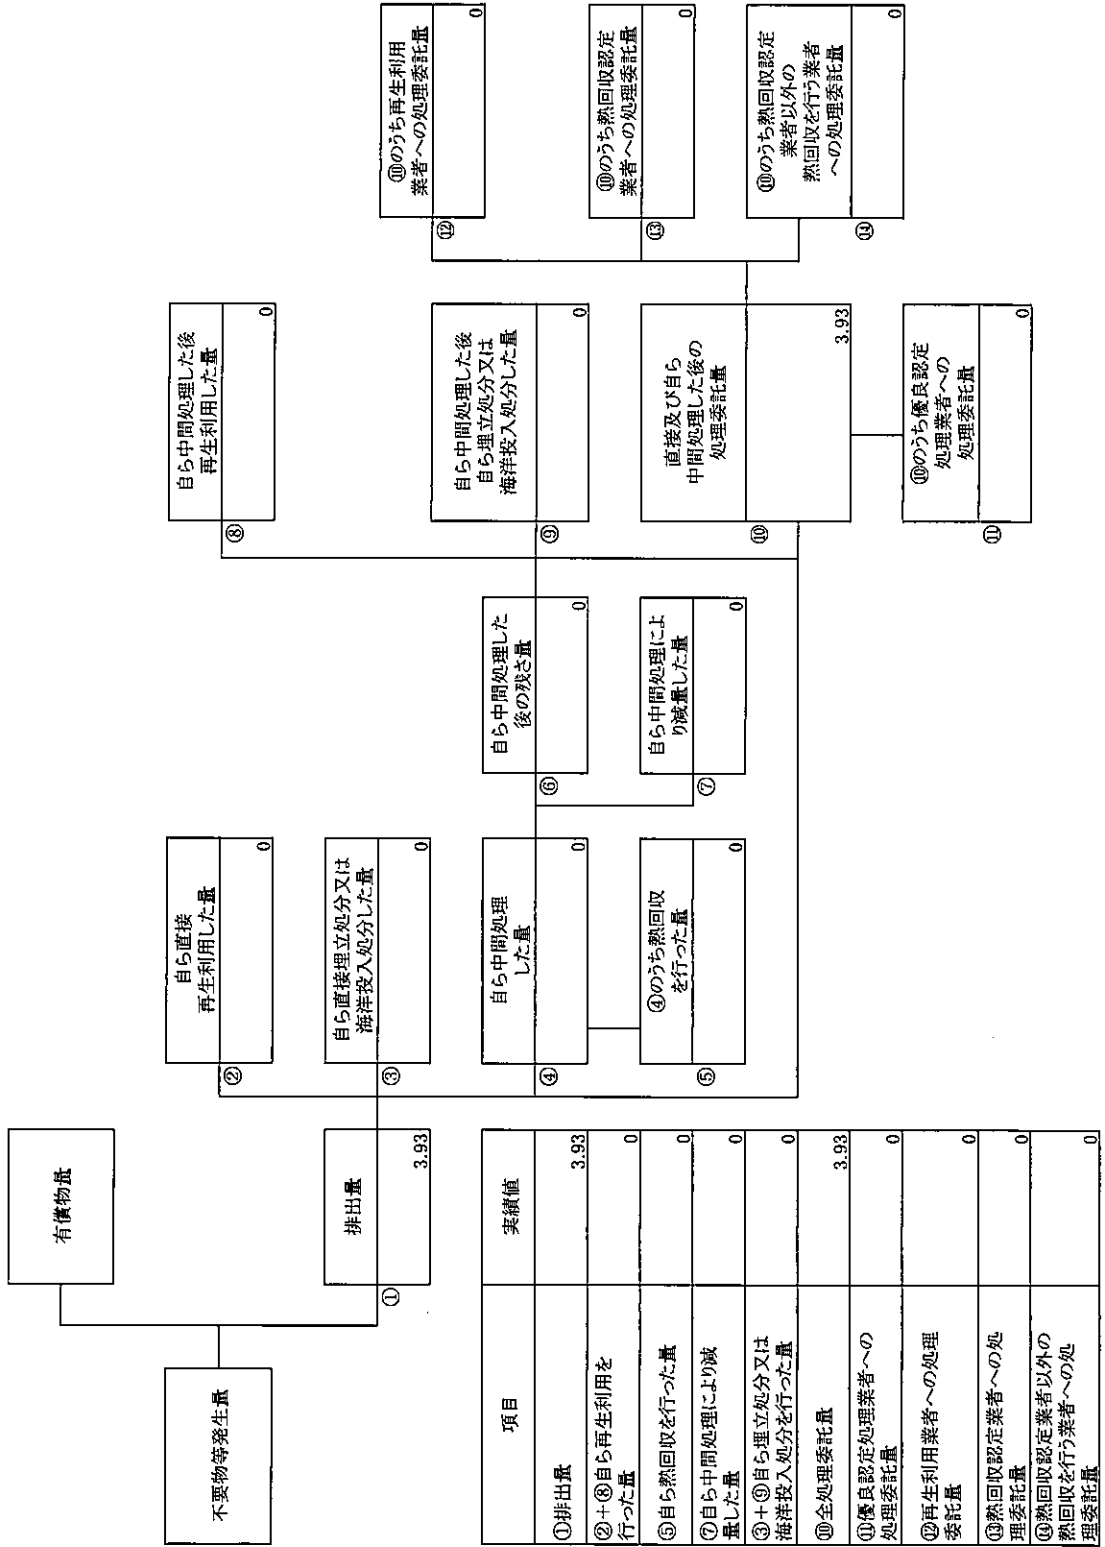 不要物等発生量
有償物量
①
排出量
3.93
②
自ら直接
再生利用した量
0
③
自ら直接埋立処分又は
海洋投入処分した量
0
④
自ら中間処理
した量
0
⑤
④のうち熱回収
を行った量
0
⑥
自ら中間処理した
後の残さ量
0
⑦
自ら中間処理によ
り減量した量
0
⑧
自ら中間処理した後
再生利用した量
0
⑨
自ら中間処理した後
自ら埋立処分又は
海洋投入処分した量
0
⑩
直接及び自ら
中間処理した後の
処理委託量
3.93
⑪
⑩のうち優良認定
処理業者への
処理委託量
0
⑫
⑩のうち再生利用
業者への処理委託量
0
⑬
⑩のうち熱回収認定
業者への処理委託量
0
⑭
⑩のうち熱回収認定
業者以外の
熱回収を行う業者
への処理委託量
0
項目 実績値
①排出量 3.93
②+⑧自ら再生利用を
行った量 0
⑤自ら熱回収を行った量 0
⑦自ら中間処理により減
量した量 0
③+⑨自ら埋立処分又は
海洋投入処分を行った量 0
⑩全処理委託量 3.93
⑪優良認定処理業者への
処理委託量 0
⑫再生利用業者への処理
委託量 0
⑬熱回収認定業者への処
理委託量 0
⑭熱回収認定業者以外の
熱回収を行う業者への処
理委託量 0